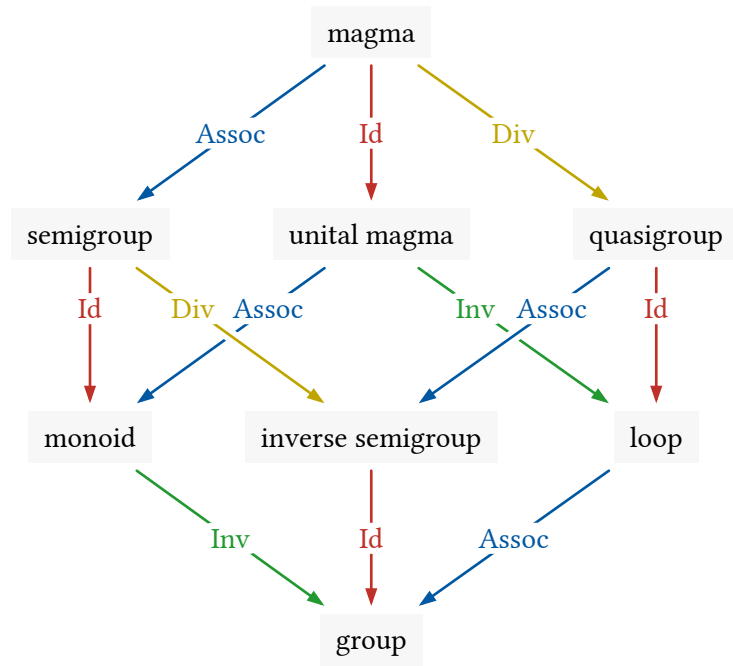 magma
Assoc Id Div
semigroup unital magma quasigroup
Id Div Assoc Inv Assoc Id
monoid inverse semigroup loop
Inv Id Assoc
group